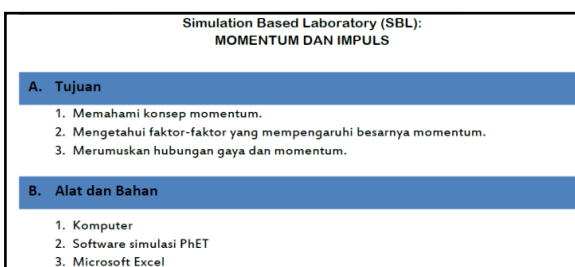 Simulation Based Laboratory (SBL):
MOMENTUM DAN IMPULS
A. Tujuan
1. Memahami konsep momentum.
2. Mengetahui faktor-faktor yang mempengaruhi besarnya momentum.
3. Merumuskan hubungan gaya dan momentum.
B. Alat dan Bahan
1. Komputer
2. Software simulasi PhET
3. Microsoft Excel